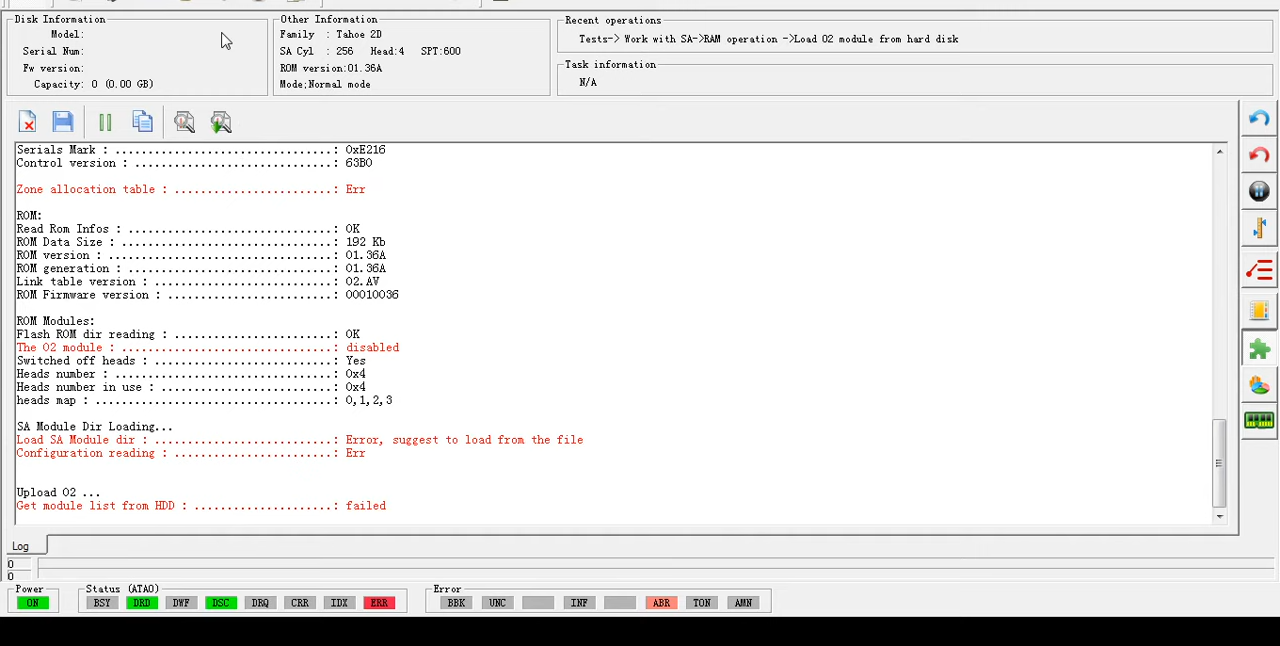 Disk Information
Model:
Serial Num:
Fw version:
Capacity: 0 (0.00 GB)
Other Information
Family : Tahoe 2D
SA Cyl : 256 Head:4 SPT:600
ROM version:01.36A
Mode;Normal mode
Recent operations
Tests-> Work with SA->RAM operation ->Load 02 module from hard disk
Task information
N/A
Serials Mark : ................................: 0xE216
Control version : .............................: 63B0
Zone allocation table : ........................: Err
ROM:
Read Rom Infos : ...............................: OK
ROM Data Size : ................................: 192 Kb
ROM version : ..................................: 01.36A
ROM generation : ...............................: 01.36A
Link table version : ...........................: 02.AV
ROM Firmware version : .........................: 00010036
ROM Modules:
Flash ROM dir reading : ........................: OK
The 02 module : ................................: disabled
Switched off heads : ...........................: Yes
Heads number : .................................: 0x4
Heads number in use : ..........................: 0x4
heads map : ....................................: 0,1,2,3
SA Module Dir Loading...
Load SA Module dir : ...........................: Error, suggest to load from the file
Configuration reading : ........................: Err
Upload 02 ...
Get module list from HDD : .....................: failed
Log
0
0
Power
ON
Status (ATA0)
BSY DRD DWF DSC DRQ CRR IDX ERR
Error
BBK UNC INF ABR TON AMN